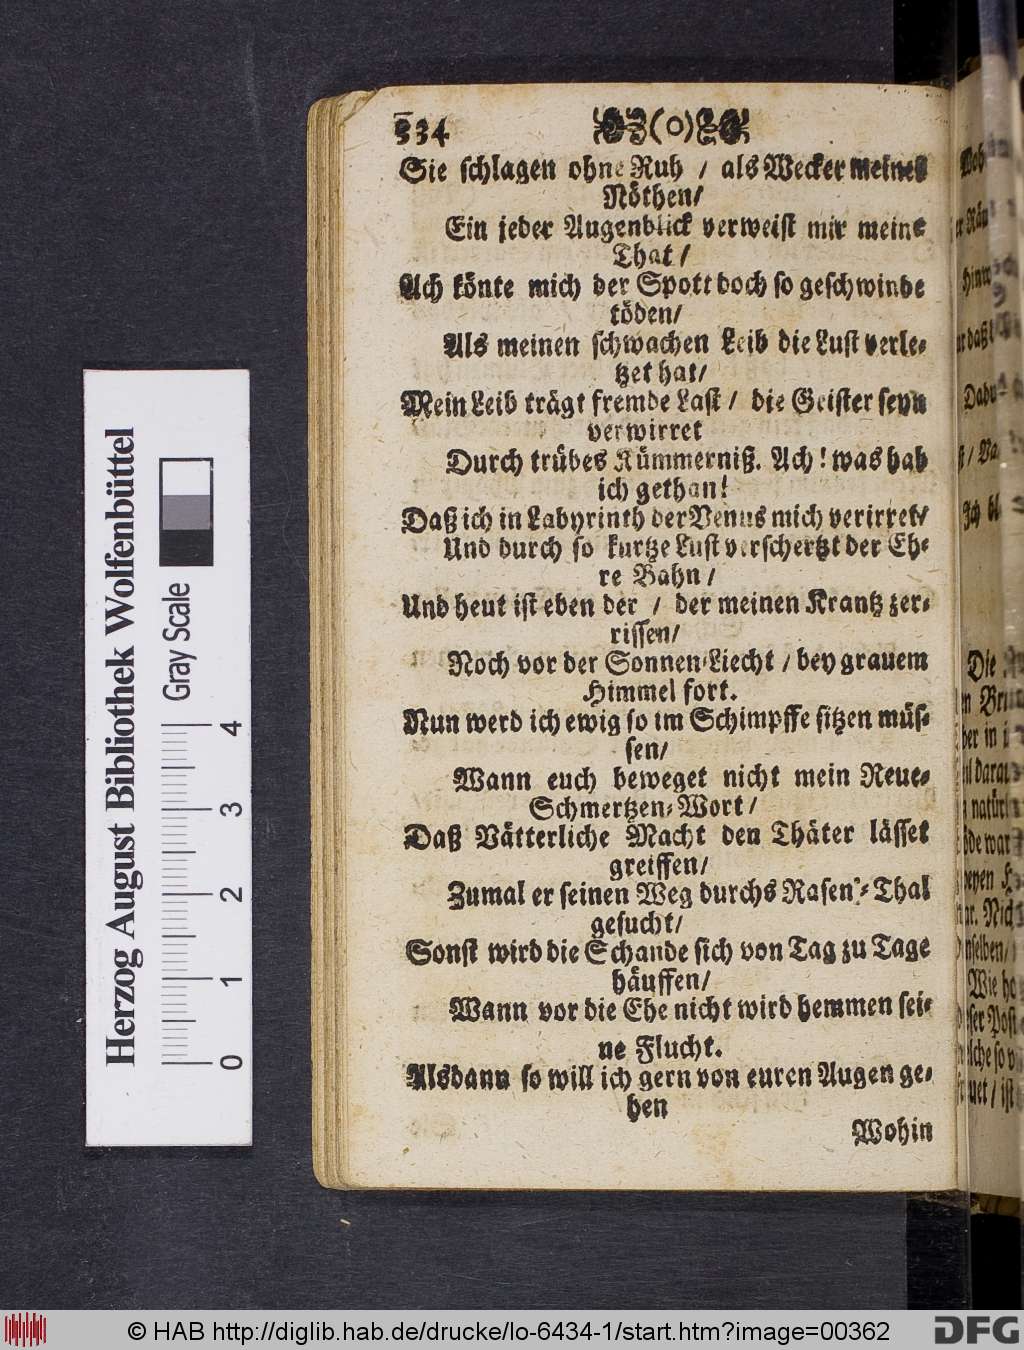 334 (o)
Sie ſchlagen ohne Ruh / als Wecker meines
Nöthen/
Ein jeder Augenblick verweiſt mir meine
That /
Ach könte mich der Spott doch ſo geſchwinde
töden/
Als meinen ſchwachen Leib die Luſt verle-
tzet hat/
Mein Leib trägt fremde Laſt / die Geiſter ſeyn
verwirret
Durch trübes Kümmerniß. Ach! was hab
ich gethan!
Daß ich in Labyrinth der Venus mich verirret/
Und durch ſo kurtze Luſt verſchertzt der Eh-
re Bahn /
Und heut iſt eben der / der meinen Krantz zer-
riſſen/
Noch vor der Sonnen-Liecht / bey grauem
Himmel fort.
Nun werd ich ewig ſo im Schimpffe ſitzen müſ-
ſen/
Wann euch beweget nicht mein Reue-
Schmertzen-Wort /
Daß Vätterliche Macht den Thäter läſſet
greiffen/
Zumal er ſeinen Weg durchs Raſen-Thal
geſucht/
Sonſt wird die Schande ſich von Tag zu Tage
häuffen/
Wann vor die Ehe nicht wird hemmen ſei-
ne Flucht.
Alsdann ſo will ich gern von euren Augen ge-
hen
Wohin
Herzog August Bibliothek Wolfenbüttel
Gray Scale
0 1 2 3 4
© HAB http://diglib.hab.de/drucke/lo-6434-1/start.htm?image=00362
DFG